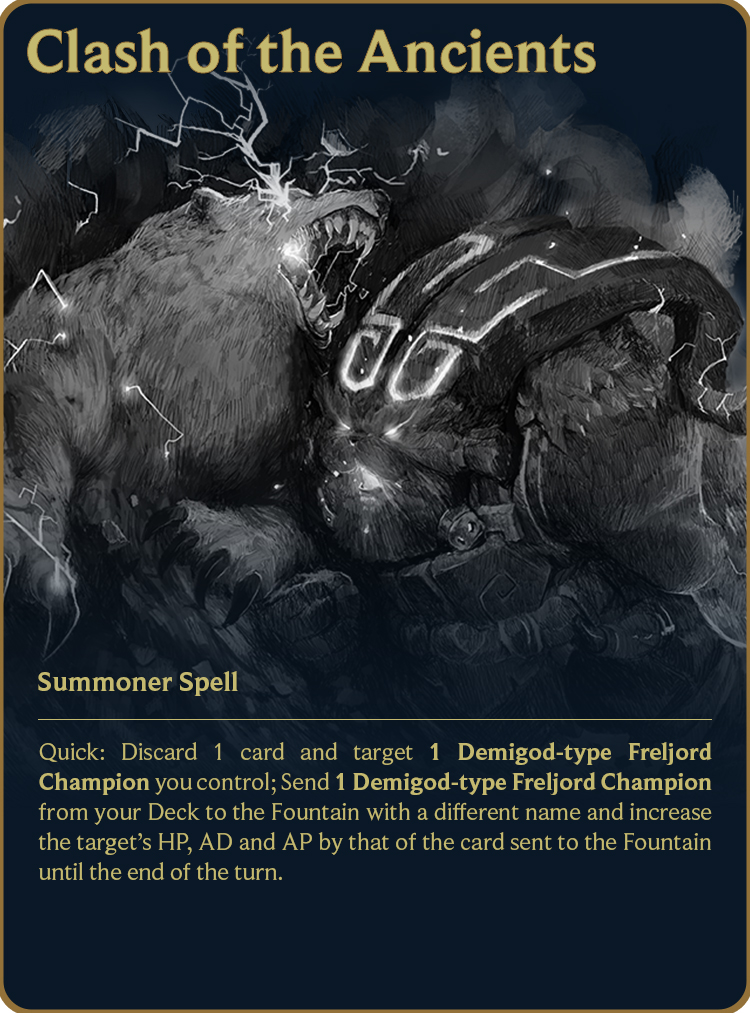 Clash of the Ancients
Summoner Spell
Quick: Discard 1 card and target 1 Demigod-type Freljord
Champion you control; Send 1 Demigod-type Freljord Champion
from your Deck to the Fountain with a different name and increase
the target's HP, AD and AP by that of the card sent to the Fountain
until the end of the turn.